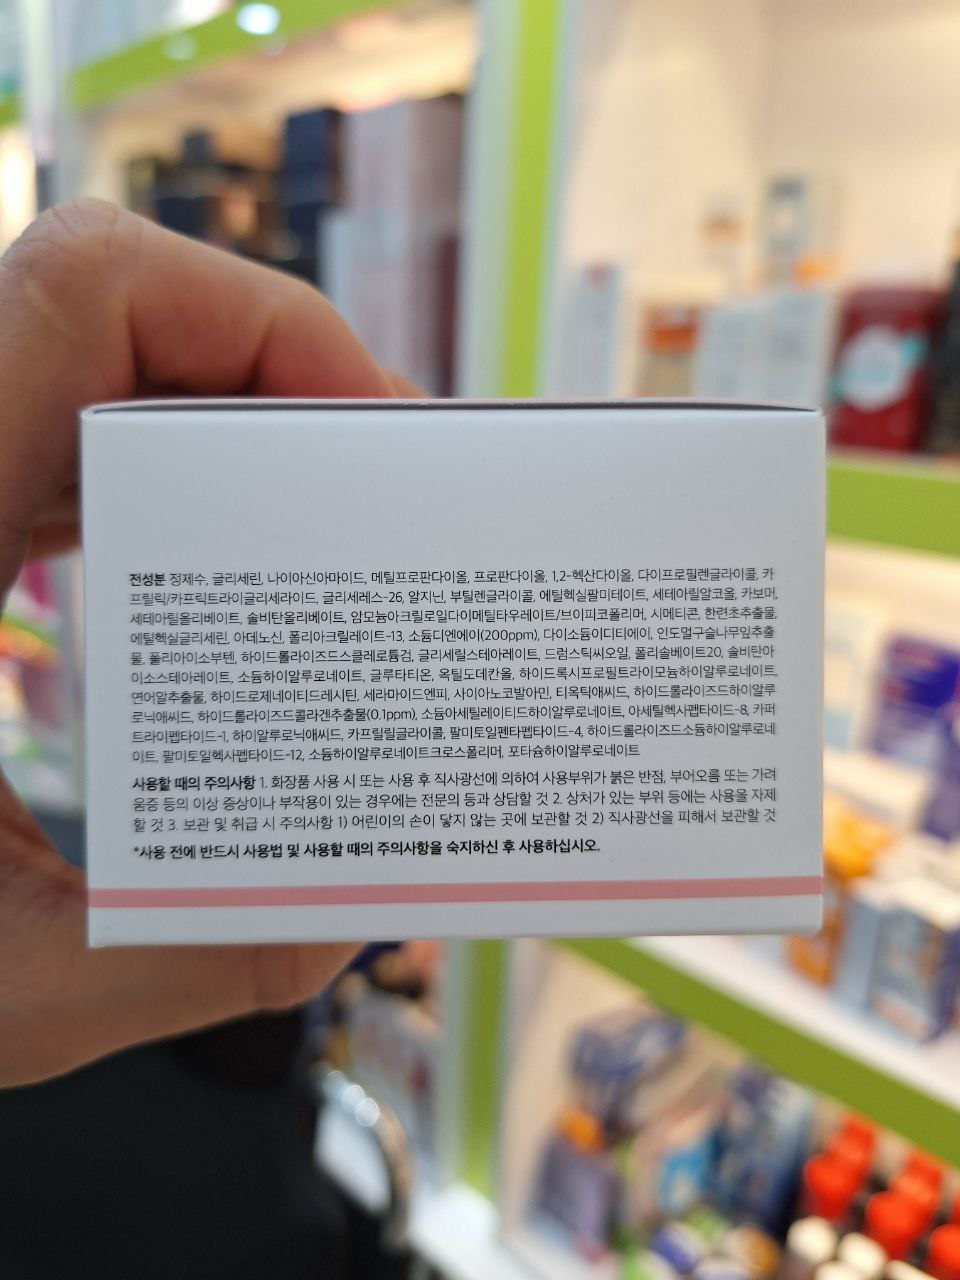 전성분 정제수, 글리세린, 나이아신아마이드, 메틸프로판다이올, 프로판다이올, 1,2-헥산다이올, 다이프로필렌글라이콜, 카
프릴릭/카프릭트라이글리세라이드, 글리세레스-26, 알지닌, 부틸렌글라이콜, 에틸헥실팔미테이트, 세테아릴알코올, 카보머,
세테아릴올리베이트, 솔비탄올리베이트, 암모늄아크릴로일다이메틸타우레이트/브이피코폴리머, 시메티콘, 한련초추출물,
에틸헥실글리세린, 아데노신, 폴리아크릴레이트-13, 소듐디엔에이(200ppm), 다이소듐이디티에이, 인도멀구슬나무잎추출
물, 폴리아이소부텐, 하이드롤라이즈드스클레로튬검, 글리세릴스테아레이트, 드럼스틱씨오일, 폴리솔베이트20, 솔비탄아
이소스테아레이트, 소듐하이알루로네이트, 글루타티온, 옥틸도데칸올, 하이드록시프로필트라이모늄하이알루로네이트,
연어알추출물, 하이드로제네이티드레시틴, 세라마이드엔피, 사이아노코발아민, 티옥틱애씨드, 하이드롤라이즈드하이알루
로닉애씨드, 하이드롤라이즈드콜라겐추출물(0.1ppm), 소듐아세틸레이티드하이알루로네이트, 아세틸헥사펩타이드-8, 카퍼
트라이펩타이드-1, 하이알루로닉애씨드, 카프릴릴글라이콜, 팔미토일펜타펩타이드-4, 하이드롤라이즈드소듐하이알루로네
이트, 팔미토일헥사펩타이드-12, 소듐하이알루로네이트크로스폴리머, 포타슘하이알루로네이트
사용할 때의 주의사항 1. 화장품 사용 시 또는 사용 후 직사광선에 의하여 사용부위가 붉은 반점, 부어오름 또는 가려
움증 등의 이상 증상이나 부작용이 있는 경우에는 전문의 등과 상담할 것 2. 상처가 있는 부위 등에는 사용을 자제
할 것 3. 보관 및 취급 시 주의사항 1) 어린이의 손이 닿지 않는 곳에 보관할 것 2) 직사광선을 피해서 보관할 것
*사용 전에 반드시 사용법 및 사용할 때의 주의사항을 숙지하신 후 사용하십시오.